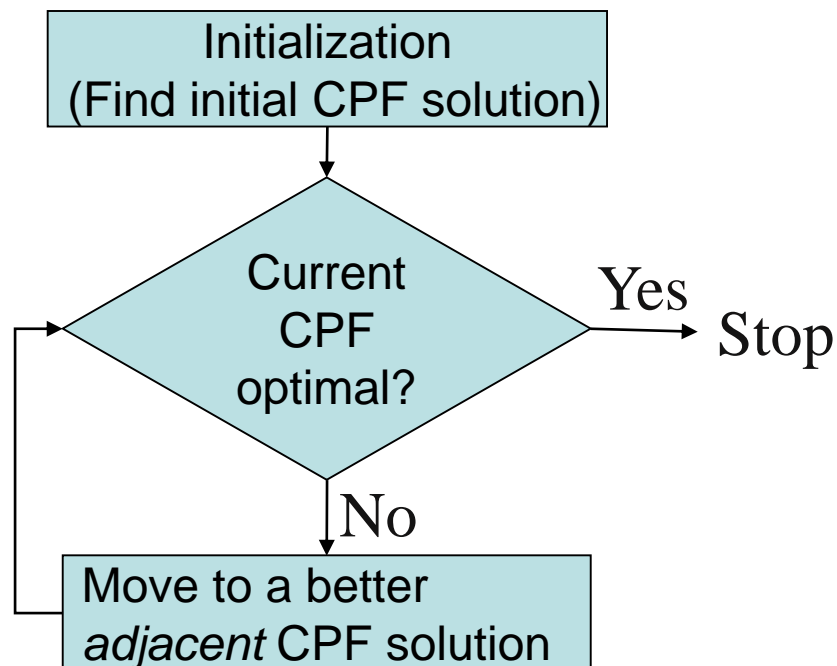 Initialization
(Find initial CPF solution)
Current
CPF
optimal?
Yes
Stop
No
Move to a better
adjacent CPF solution